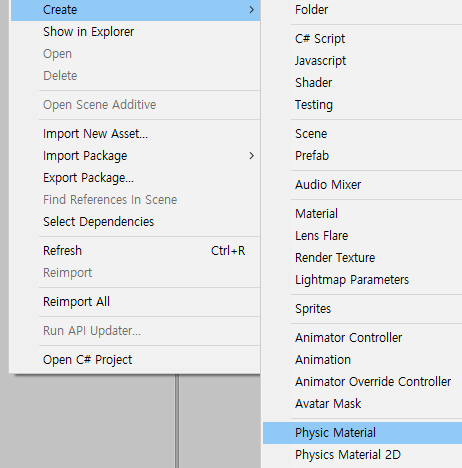 Create
Show in Explorer
Open
Delete
Open Scene Additive
Import New Asset...
Import Package
Export Package...
Find References In Scene
Select Dependencies
Refresh Ctrl+R
Reimport
Reimport All
Run API Updater...
Open C# Project
Folder
C# Script
Javascript
Shader
Testing
Scene
Prefab
Audio Mixer
Material
Lens Flare
Render Texture
Lightmap Parameters
Sprites
Animator Controller
Animation
Animator Override Controller
Avatar Mask
Physic Material
Physics Material 2D